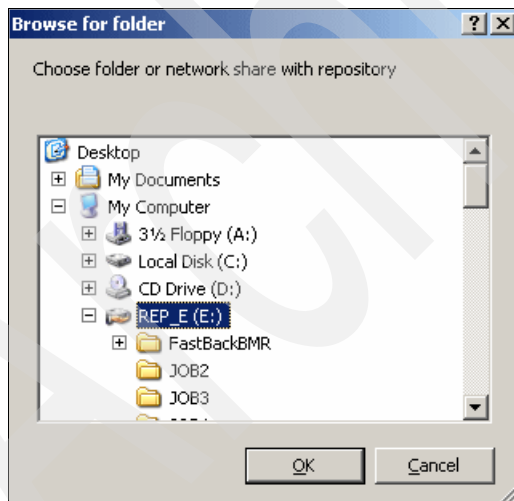 Browse for folder
Choose folder or network share with repository
Desktop
My Documents
My Computer
3½ Floppy (A:)
Local Disk (C:)
CD Drive (D:)
REP_E (E:)
FastBackBMR
JOB2
JOB3
OK
Cancel